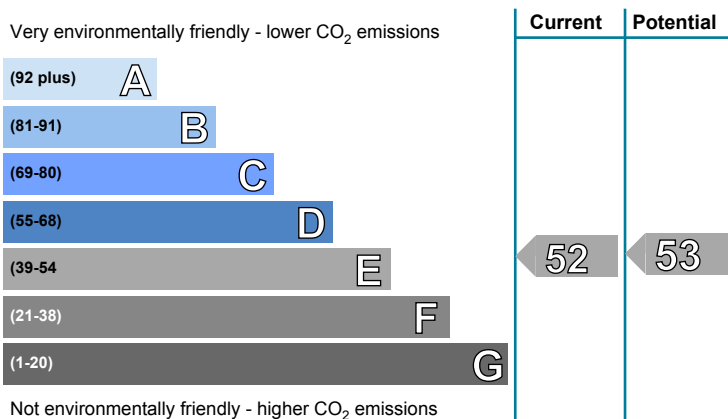 Current Potential
Very environmentally friendly - lower CO2 emissions
(92 plus) A
(81-91) B
(69-80) C
(55-68) D
(39-54 E
52 53
(21-38) F
(1-20) G
Not environmentally friendly - higher CO2 emissions